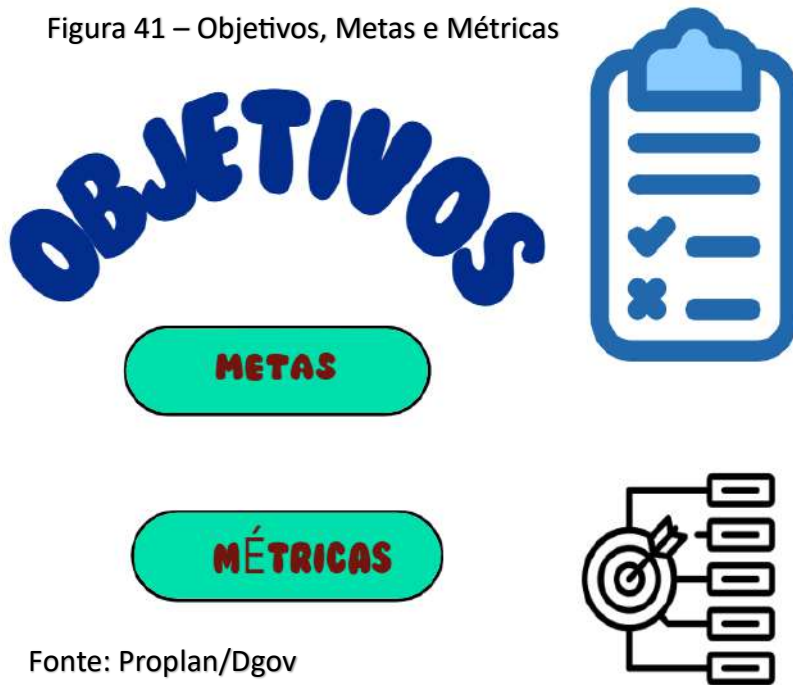 Figura 41 – Objetivos, Metas e Métricas
OBJETIVOS
METAS
MÉTRICAS
Fonte: Proplan/Dgov